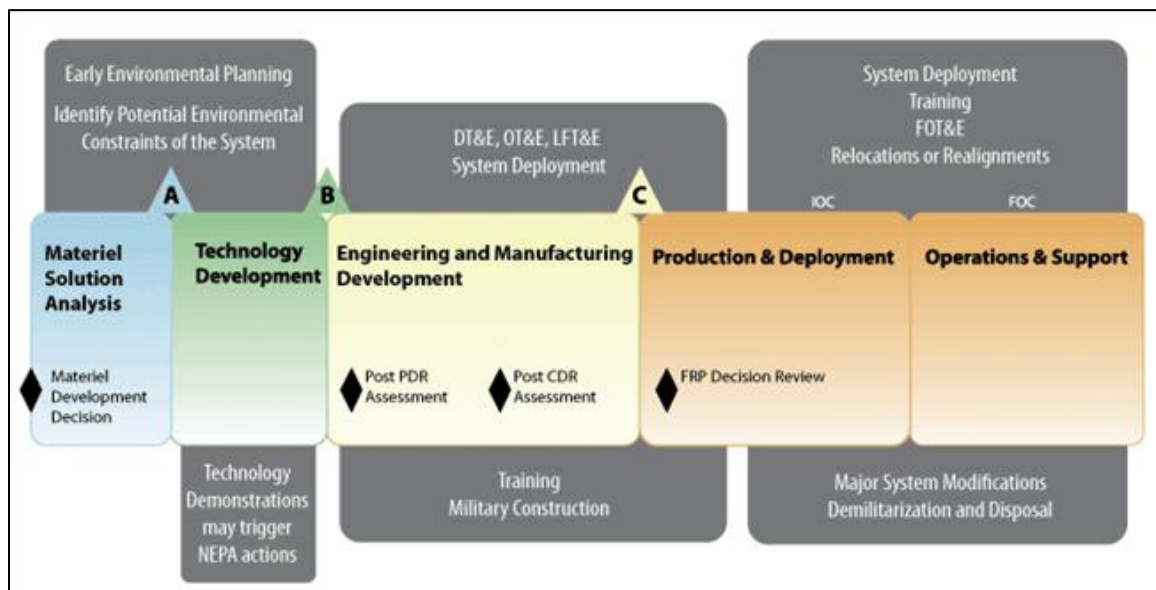 Early Environmental Planning
Identify Potential Environmental
Constraints of the System
DT&E, OT&E, LFT&E
System Deployment
System Deployment
Training
FOT&E
Relocations or Realignments
A
B
C
IOC
FOC
Materiel
Solution
Analysis
Technology
Development
Engineering and Manufacturing
Development
Production & Deployment
Operations & Support
Materiel
Development
Decision
Post PDR
Assessment
Post CDR
Assessment
FRP Decision Review
Technology
Demonstrations
may trigger
NEPA actions
Training
Military Construction
Major System Modifications
Demilitarization and Disposal